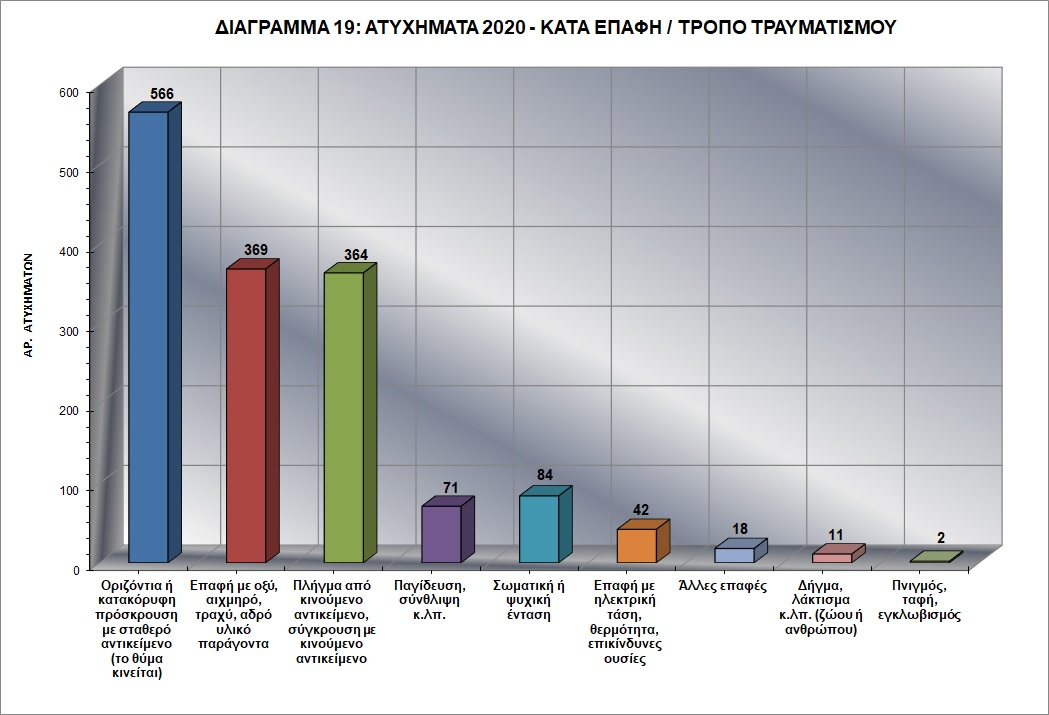 ΔΙΑΓΡΑΜΜΑ 19: ΑΤΥΧΗΜΑΤΑ 2020 - ΚΑΤΑ ΕΠΑΦΗ / ΤΡΟΠΟ ΤΡΑΥΜΑΤΙΣΜΟΥ
ΑΡ. ΑΤΥΧΗΜΑΤΩΝ
600
500
400
300
200
100
0
566
369
364
71
84
42
18
11
2
Οριζόντια ή
κατακόρυφη
πρόσκρουση
με σταθερό
αντικείμενο
(το θύμα
κινείται)
Επαφή με οξύ,
αιχμηρό,
τραχύ, αδρό
υλικό
παράγοντα
Πλήγμα από
κινούμενο
αντικείμενο,
σύγκρουση με
κινούμενο
αντικείμενο
Παγίδευση,
σύνθλιψη
κ.λπ.
Σωματική ή
ψυχική
ένταση
Επαφή με
ηλεκτρική
τάση,
θερμότητα,
επικίνδυνες
ουσίες
Άλλες επαφές
Δήγμα,
λάκτισμα
κ.λπ. (ζώου ή
ανθρώπου)
Πνιγμός,
ταφή,
εγκλωβισμός